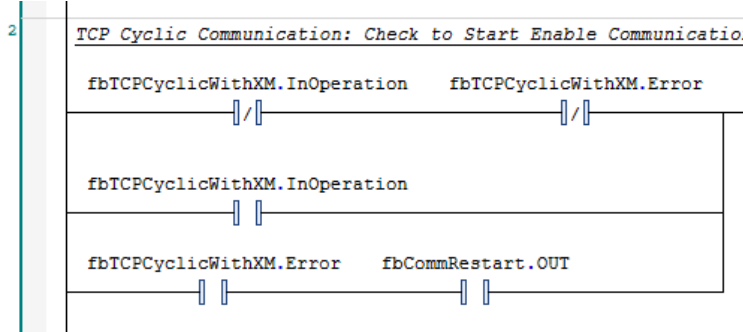 2
TCP Cyclic Communication: Check to Start Enable Communicatio
fbTCPCyclicWithXM.InOperation fbTCPCyclicWithXM.Error
fbTCPCyclicWithXM.InOperation
fbTCPCyclicWithXM.Error fbCommRestart.OUT